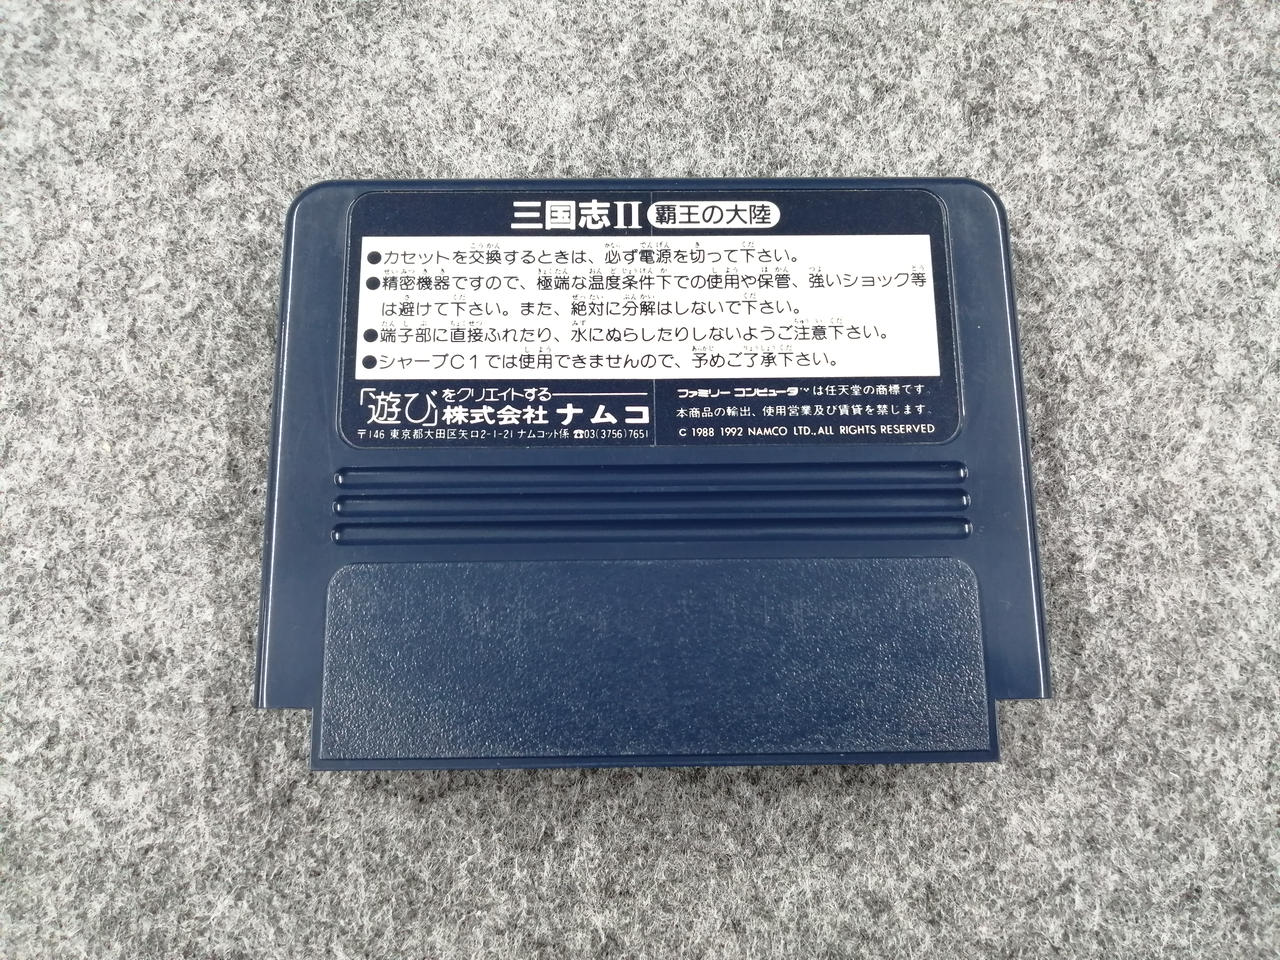 三国志II 覇王の大陸
●カセットを交換するときは、必ず電源を切って下さい。
●精密機器ですので、極端な温度条件下での使用や保管、強いショック等
は避けて下さい。また、絶対に分解はしないで下さい。
●端子部に直接ふれたり、水にぬらしたりしないようご注意下さい。
●シャープC1では使用できませんので、予めご了承下さい。
「遊び」をクリエイトする
株式会社 ナムコ
〒146 東京都大田区矢口2-1-21 ナムコット係 ☎03(3756)7651
ファミリーコンピュータ™は任天堂の商標です。
本商品の輸出、使用営業及び賃貸を禁じます。
© 1988 1992 NAMCO LTD., ALL RIGHTS RESERVED